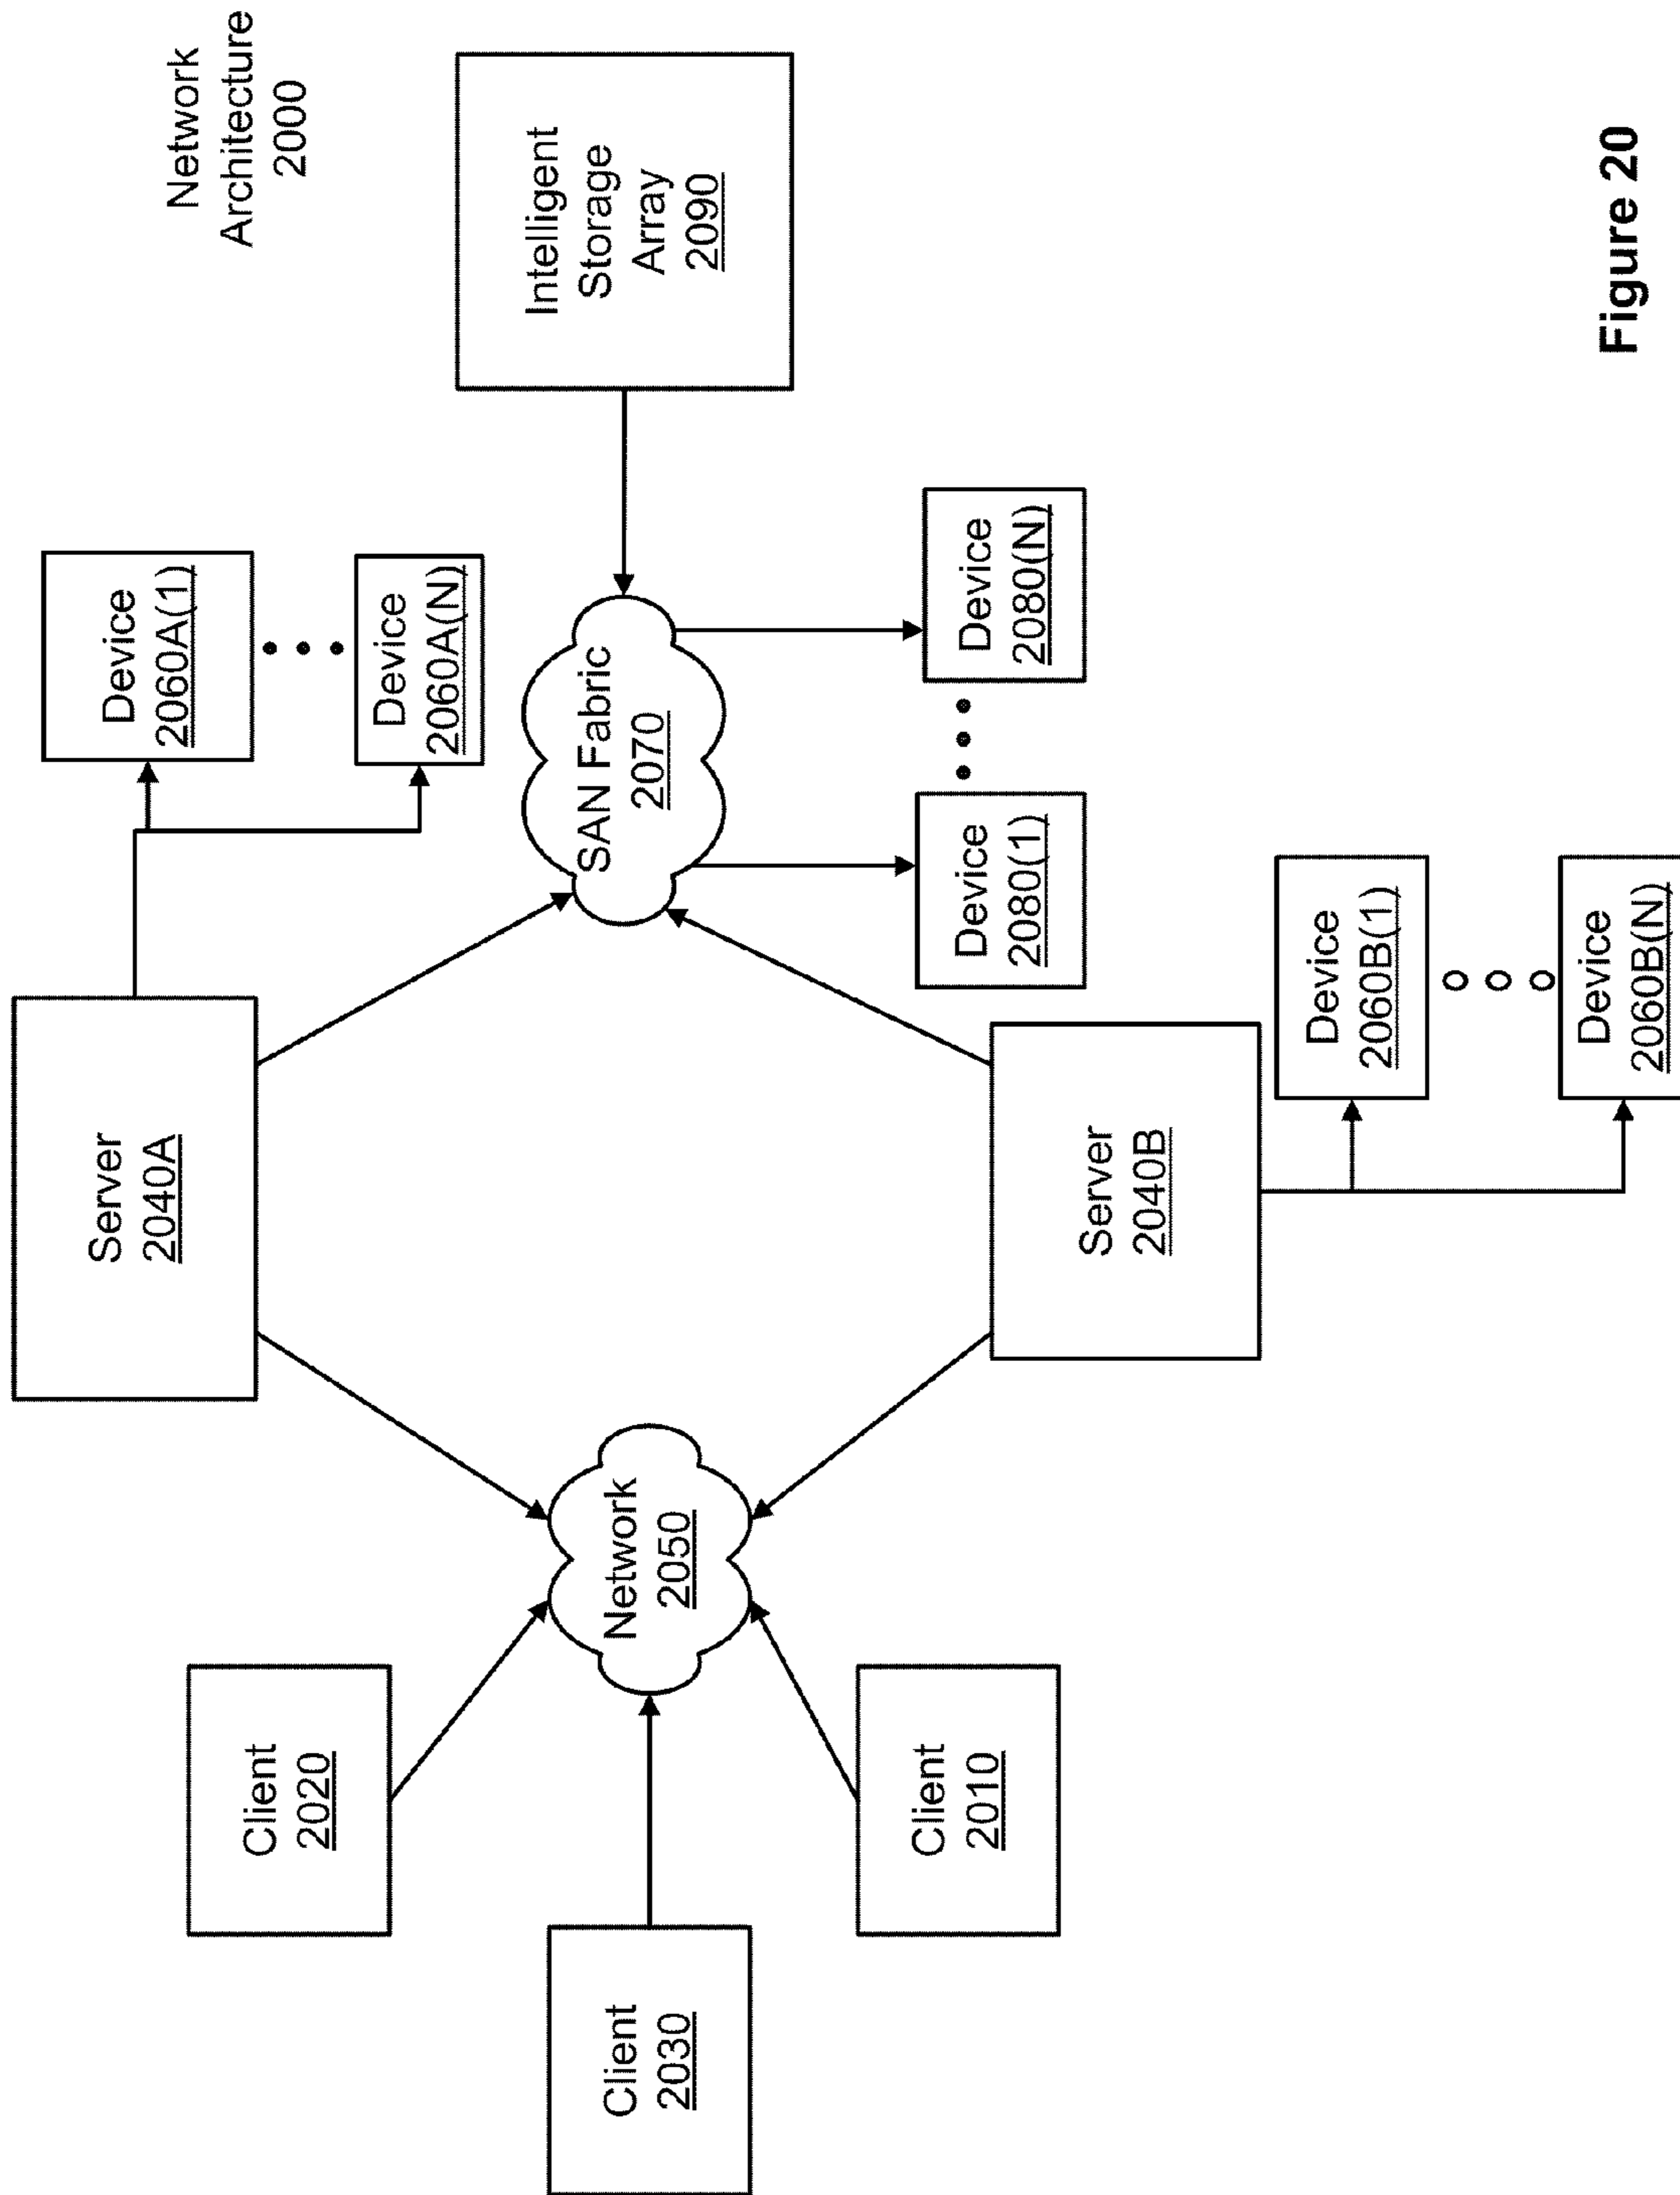 Network
Architecture
2000
Device
2060A(1)
Device
2060A(N)
Server
2040A
Client
2020
Intelligent
Storage
Array
2090
SAN Fabric
2070
Network
2050
Client
2030
Device
2080(1)
Device
2080(N)
Server
2040B
Client
2010
Device
2060B(1)
Device
2060B(N)
Figure 20